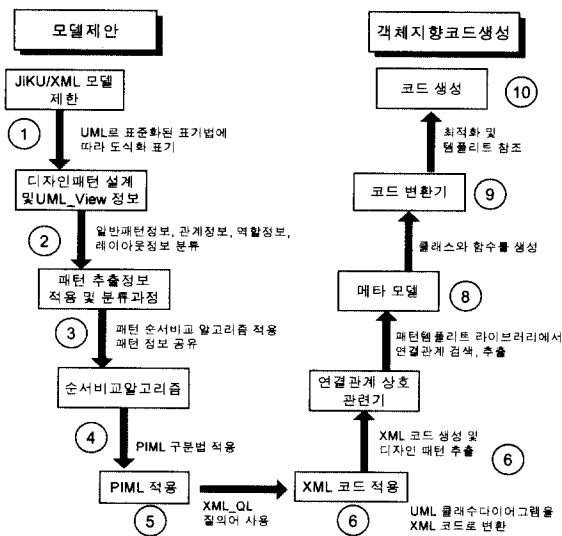 모델제안
JiKU/XML 모델
제한
1
UML로 표준화된 표기법에
따라 도식화 표기
디자인패턴 설계
및UML_View 정보
2
일반패턴정보, 관계정보, 역할정보,
레이아웃정보 분류
패턴 추출정보
적용 및 분류과정
3
패턴 순서비교 알고리즘 적용
패턴 정보 공유
순서비교알고리즘
4
PIML 구분법 적용
PIML 적용
5
XML_QL
질의어 사용
객체지향코드생성
코드 생성
10
최적화 및
템플리트 참조
코드 변환기
9
클래스와 함수를 생성
메타 모델
8
패턴템플리트 라이브러리에서
연결관계 검색, 추출
연결관계 상호
관련기
XML 코드 생성 및
디자인 패턴 추출
6
XML 코드 적용
6
UML 클래수다이어그램을
XML 코드로 변환